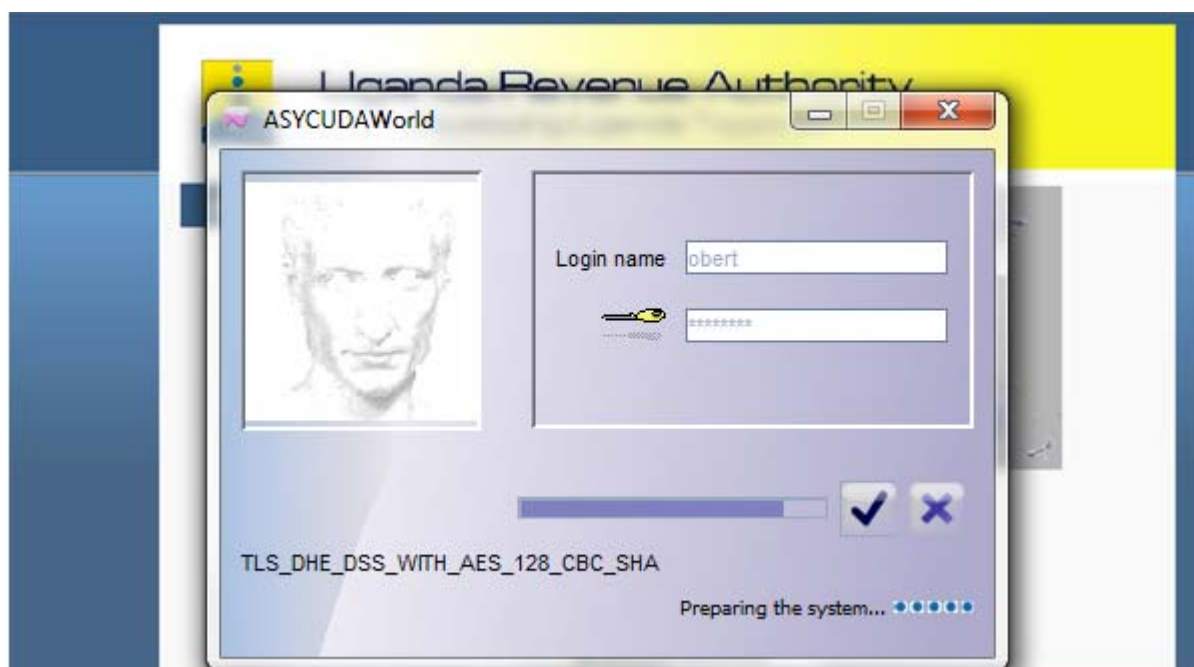 Uganda Revenue Authority
ASYCUDAWorld
Login name obert
********
TLS_DHE_DSS_WITH_AES_128_CBC_SHA
Preparing the system...